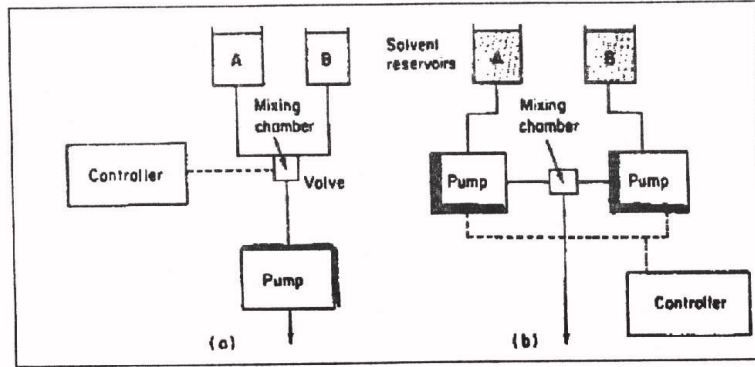 A
B
Mixing
chamber
Controller
Volve
Pump
(a)
Solvent
reservoirs
A
B
Mixing
chamber
Pump
Pump
Controller
(b)